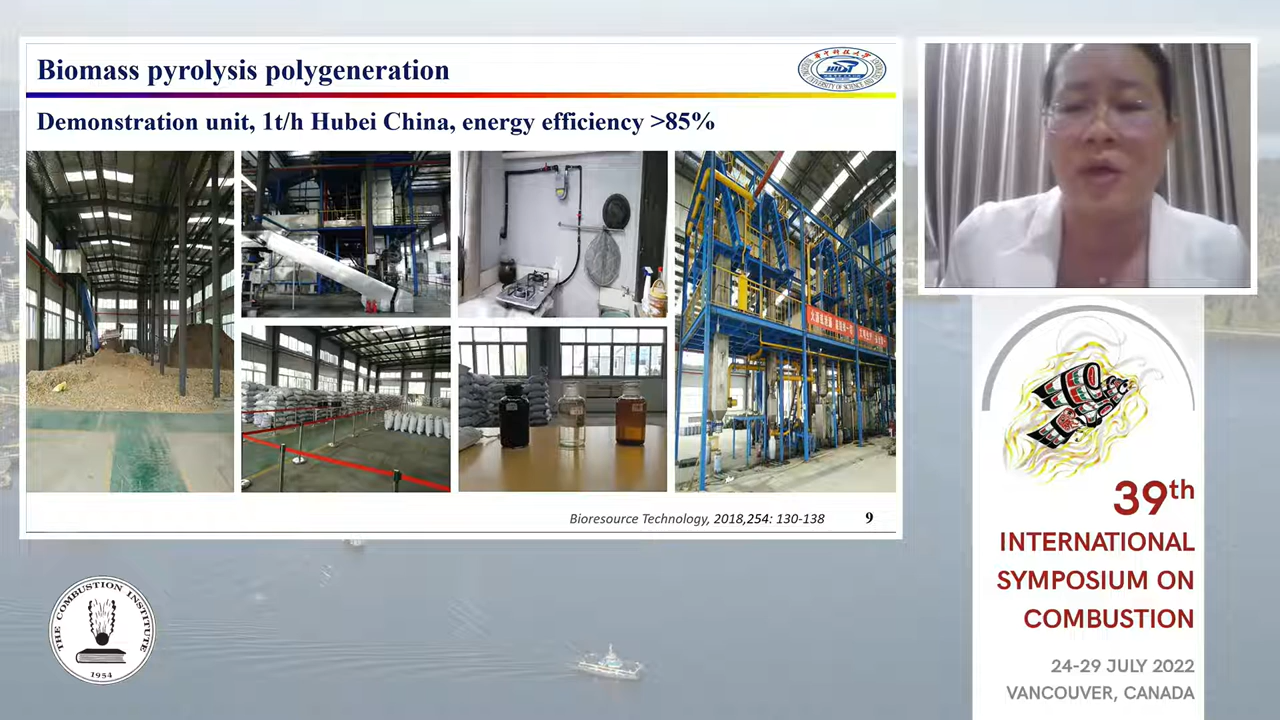 Biomass pyrolysis polygeneration
HUST
Demonstration unit, 1t/h Hubei China, energy efficiency >85%
Bioresource Technology, 2018,254: 130-138
9
39th
INTERNATIONAL
SYMPOSIUM ON
COMBUSTION
24-29 JULY 2022
VANCOUVER, CANADA
THE COMBUSTION INSTITUTE
1954